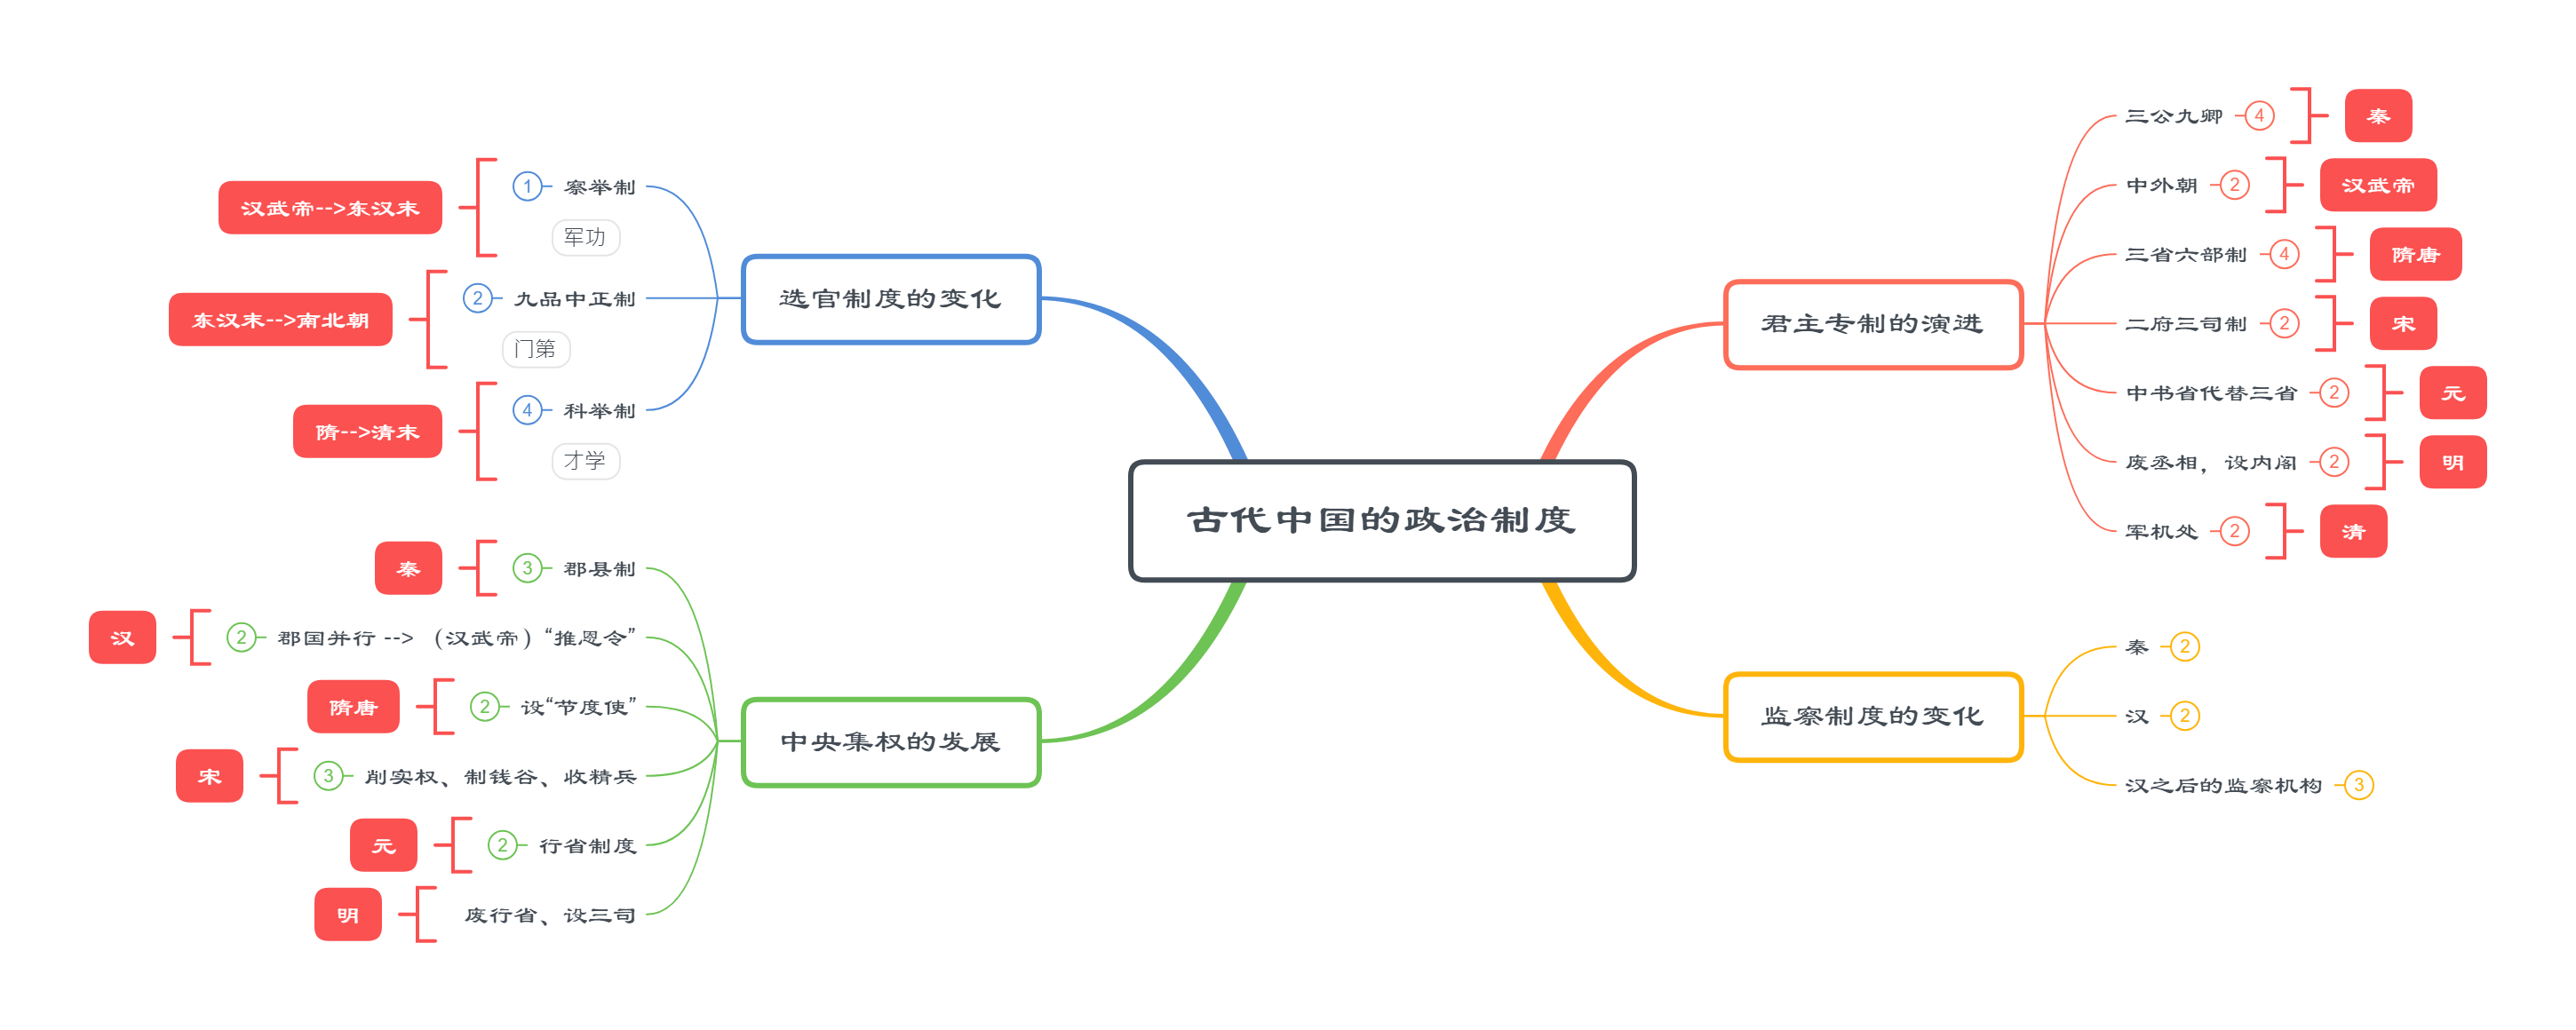 古代中国的政治制度
君主专制的演进
三公九卿 4 秦
中外朝 2 汉武帝
三省六部制 4 隋唐
二府三司制 2 宋
中书省代替三省 2 元
废丞相，设内阁 2 明
军机处 2 清
监察制度的变化
秦 2
汉 2
汉之后的监察机构 3
选官制度的变化
汉武帝-->东汉末 1 察举制
军功
东汉末-->南北朝 2 九品中正制
门第
隋-->清末 4 科举制
才学
中央集权的发展
秦 3 郡县制
汉 2 郡国并行 --> （汉武帝）“推恩令”
隋唐 2 设“节度使”
宋 3 削实权、制钱谷、收精兵
元 2 行省制度
明 废行省、设三司